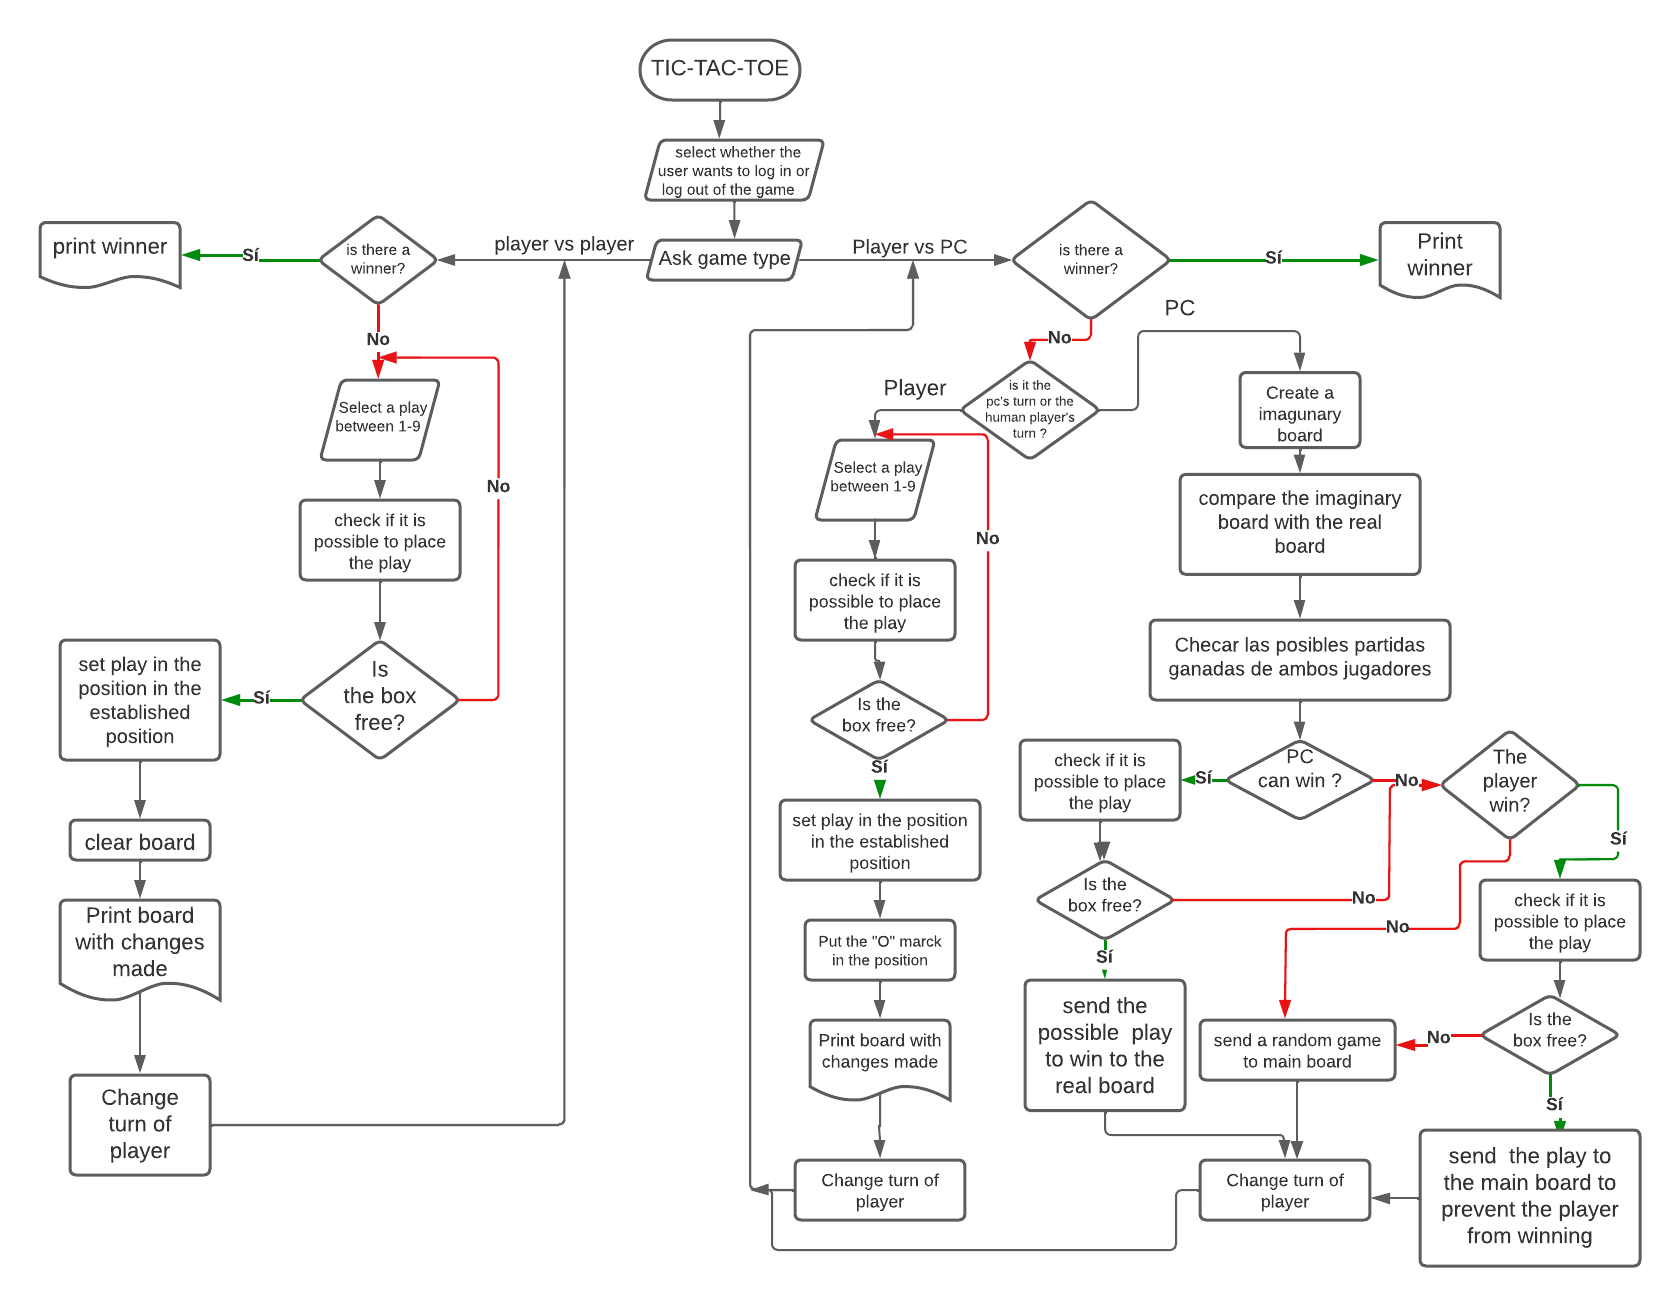 TIC-TAC-TOE
select whether the
user wants to log in or
log out of the game
Ask game type
player vs player
Player vs PC
is there a
winner?
Sí
print winner
No
Select a play
between 1-9
check if it is
possible to place
the play
Is
the box
free?
No
Sí
set play in the
position in the
established
position
clear board
Print board
with changes
made
Change
turn of
player
is there a
winner?
Sí
Print
winner
No
is it the
pc's turn or the
human player's
turn ?
Player
PC
Select a play
between 1-9
check if it is
possible to place
the play
Is the
box free?
No
Sí
set play in the position
in the established
position
Put the "O" marck
in the position
Print board with
changes made
Change turn of
player
Create a
imagunary
board
compare the imaginary
board with the real
board
Checar las posibles partidas
ganadas de ambos jugadores
PC
can win ?
Sí
No
check if it is
possible to place
the play
Is the
box free?
No
Sí
send the
possible  play
to win to the
real board
The
player
win?
Sí
No
check if it is
possible to place
the play
Is the
box free?
No
Sí
send a random game
to main board
send  the play to
the main board to
prevent the player
from winning
Change turn of
player